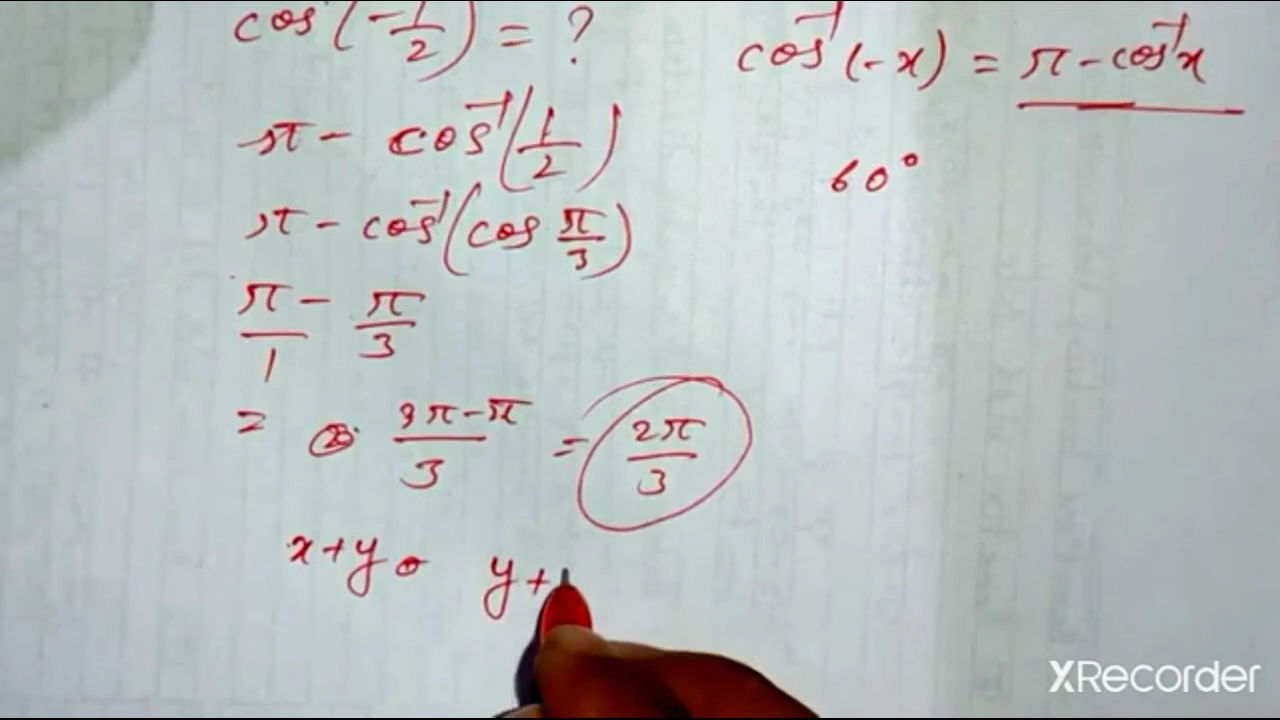 cos(-1/2) = ?
cos⁻¹(-x) = π - cos⁻¹x
π - cos⁻¹(1/2)
60°
π - cos⁻¹(cos π/3)
π/1 - π/3
= 3π-π/3 = 2π/3
x+y y+
XRecorder